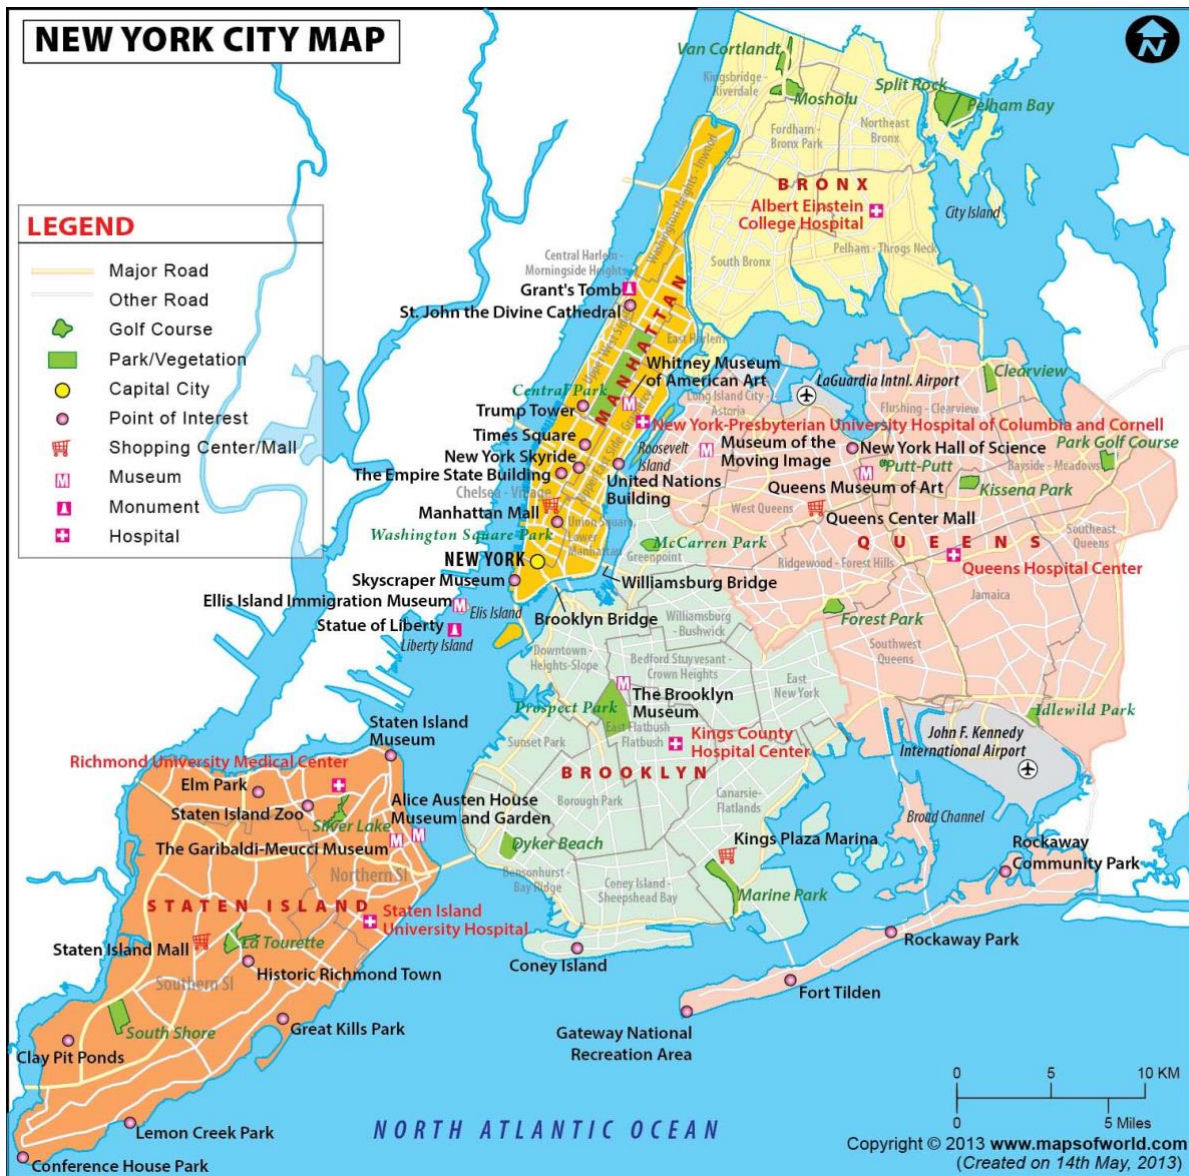 NEW YORK CITY MAP
N
LEGEND
Major Road
Other Road
Golf Course
Park/Vegetation
Capital City
Point of Interest
Shopping Center/Mall
M Museum
Monument
Hospital
Van Cortlandt
Kingsbridge -
Riverdale
Mosholu
Split Rock
Pelham Bay
Fordham -
Bronx Park
Northeast
Bronx
BRONX
Albert Einstein
College Hospital
City Island
Pelham - Throgs Neck
South Bronx
Washington Heights - Inwood
Central Harlem -
Morningside Heights
Grant's Tomb
St. John the Divine Cathedral
MANHATTAN
Upper West Side
East Harlem
Whitney Museum
of American Art
M
Central Park
Trump Tower
Upper East Side
Times Square
New York Skyride
The Empire State Building
Roosevelt
Island
United Nations
Building
Chelsea - Village
Manhattan Mall
Union Square,
Lower
Manhattan
Washington Square Park
NEW YORK
Skyscraper Museum
Ellis Island Immigration Museum
M
Elis Island
Statue of Liberty
Liberty Island
Brooklyn Bridge
Williamsburg Bridge
Long Island City -
Astoria
LaGuardia Intnl. Airport
Clearview
Flushing - Clearview
New York-Presbyterian University Hospital of Columbia and Cornell
M
Museum of the
Moving Image
New York Hall of Science
Park Golf Course
Bayside - Meadows
Putt-Putt
M
Queens Museum of Art
Kissena Park
West Queens
Queens Center Mall
QUEENS
Southeast
Queens
McCarren Park
Greenpoint
Ridgewood - Forest Hills
Queens Hospital Center
Jamaica
Forest Park
Southwest
Queens
Williamsburg
- Bushwick
Downtown -
Heights-Slope
Bedford Stuyvesant -
Crown Heights
East
New York
M
The Brooklyn
Museum
Prospect Park
East Flatbush
Flatbush
Kings County
Hospital Center
Sunset Park
BROOKLYN
Borough Park
Canarsie-
Flatlands
Idlewild Park
John F. Kennedy
International Airport
Broad Channel
Dyker Beach
Bensonhurst -
Bay Ridge
Coney Island -
Sheepshead Bay
Kings Plaza Marina
Marine Park
Rockaway
Community Park
Rockaway Park
Coney Island
Fort Tilden
Gateway National
Recreation Area
Staten Island
Museum
Richmond University Medical Center
Elm Park
Staten Island Zoo
Silver Lake
Alice Austen House
Museum and Garden
M
The Garibaldi-Meucci Museum
M
Northern SI
STATEN ISLAND
Staten Island
University Hospital
Staten Island Mall
La Tourette
Historic Richmond Town
Southern SI
South Shore
Great Kills Park
Clay Pit Ponds
Lemon Creek Park
Conference House Park
NORTH ATLANTIC OCEAN
0 5 10 KM
0 5 Miles
Copyright © 2013 www.mapsofworld.com
(Created on 14th May, 2013)